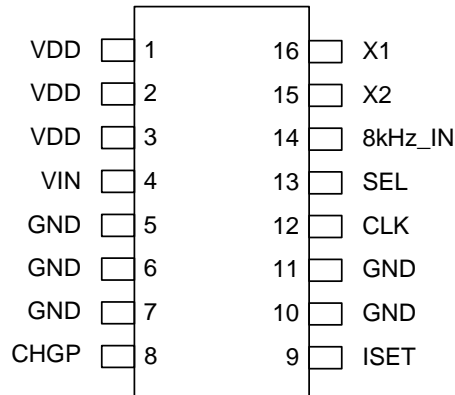 VDD 1 16 X1
VDD 2 15 X2
VDD 3 14 8kHz_IN
VIN 4 13 SEL
GND 5 12 CLK
GND 6 11 GND
GND 7 10 GND
CHGP 8 9 ISET